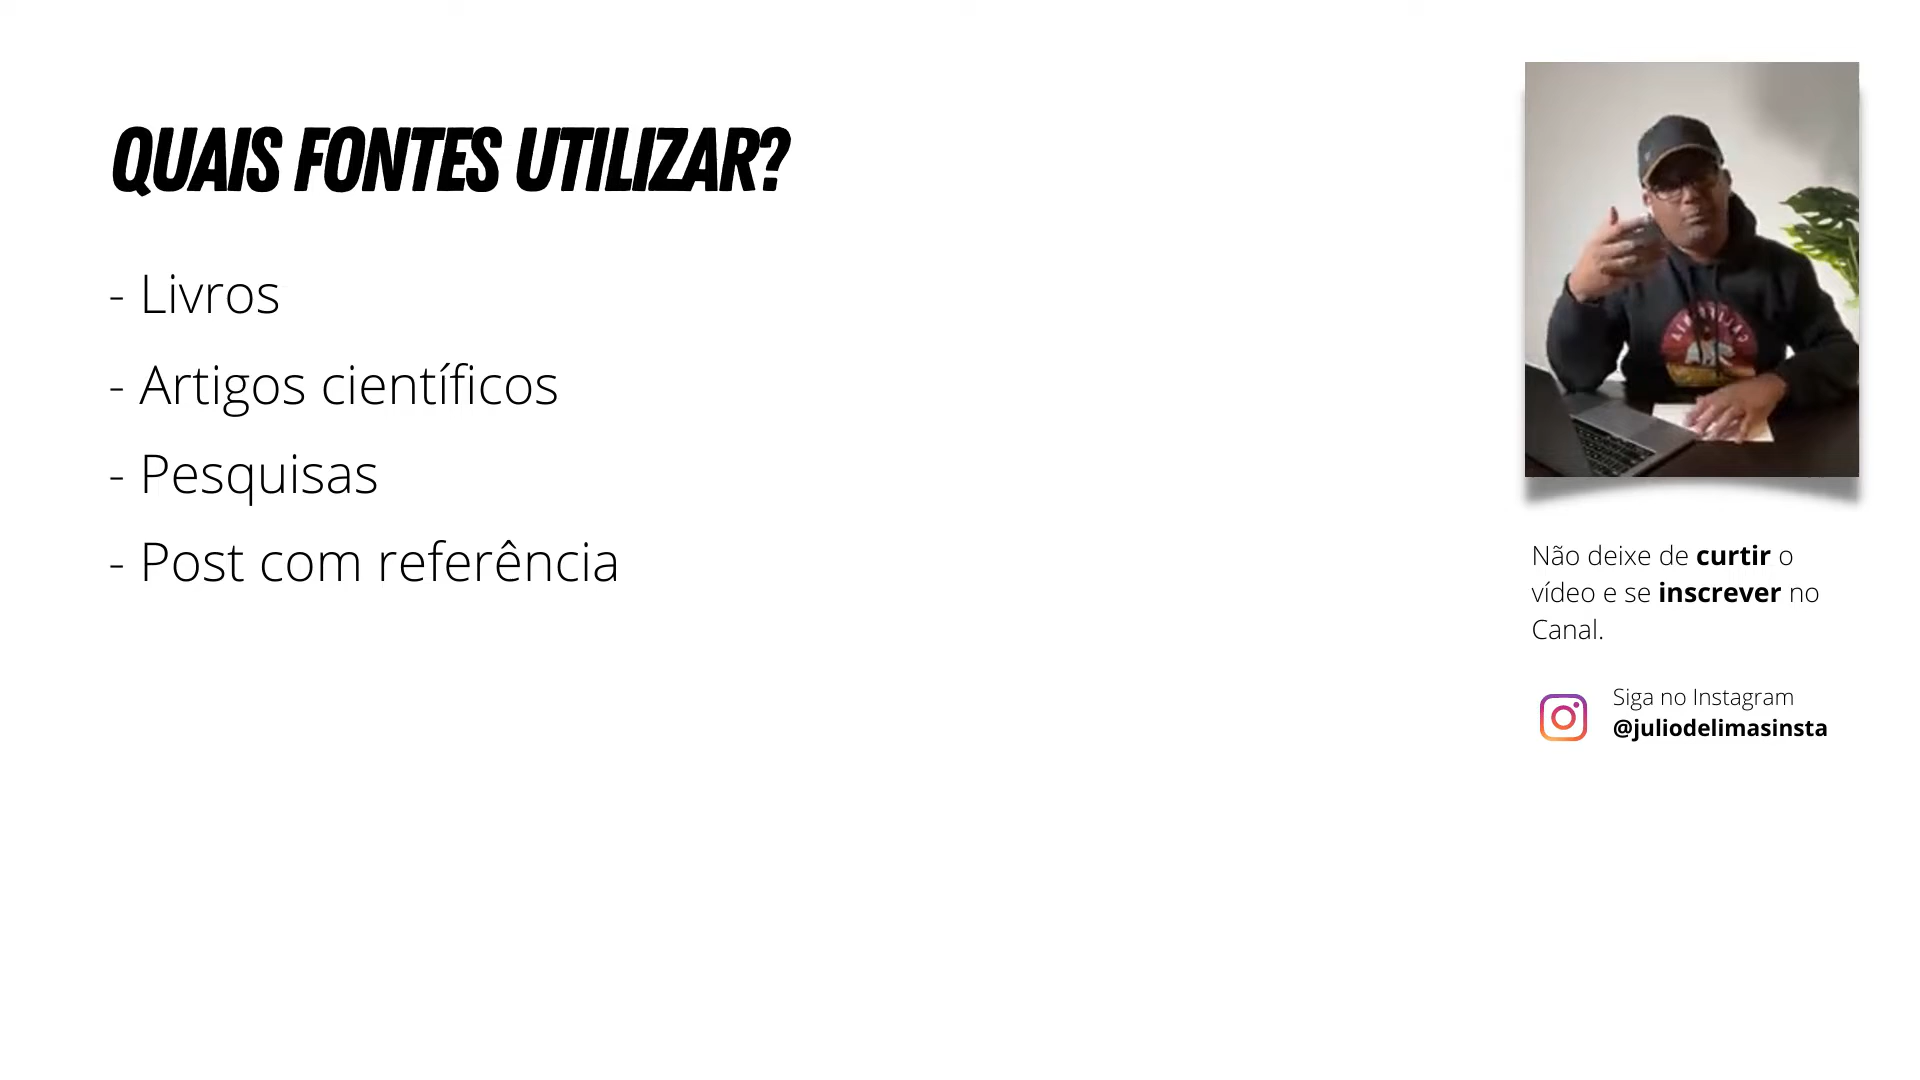 QUAIS FONTES UTILIZAR?
- Livros
- Artigos científicos
- Pesquisas
- Post com referência
Não deixe de curtir o
vídeo e se inscrever no
Canal.
Siga no Instagram
@juliodelimasinsta